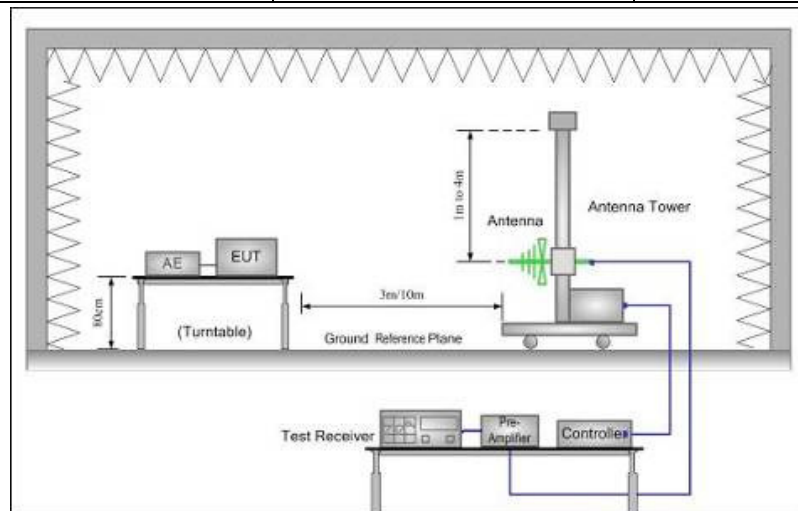 1m to 4m
Antenna
Antenna Tower
AE
EUT
80cm
(Turntable)
3m/10m
Ground Reference Plane
Test Receiver
Pre-
Amplifier
Controller